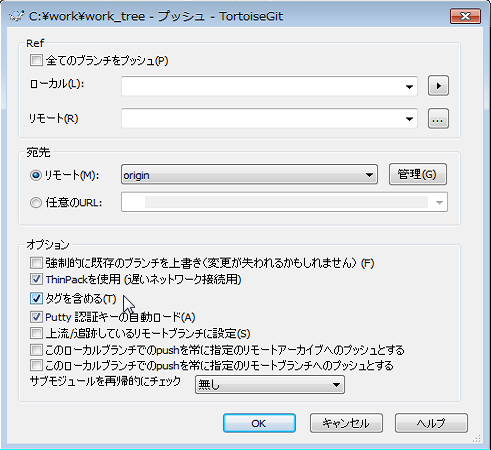 C:¥work¥work_tree - プッシュ - TortoiseGit
Ref
全てのブランチをプッシュ(P)
ローカル(L):
リモート(R)
...
宛先
リモート(M):
origin
管理(G)
任意のURL:
オプション
強制的に既存のブランチを上書き(変更が失われるかもしれません) (F)
ThinPackを使用 (遅いネットワーク接続用)
タグを含める(T)
Putty 認証キーの自動ロード(A)
上流/追跡しているリモートブランチに設定(S)
このローカルブランチでのpushを常に指定のリモートアーカイブへのプッシュとする
このローカルブランチでのpushを常に指定のリモートブランチへのプッシュとする
サブモジュールを再帰的にチェック
無し
OK
キャンセル
ヘルプ